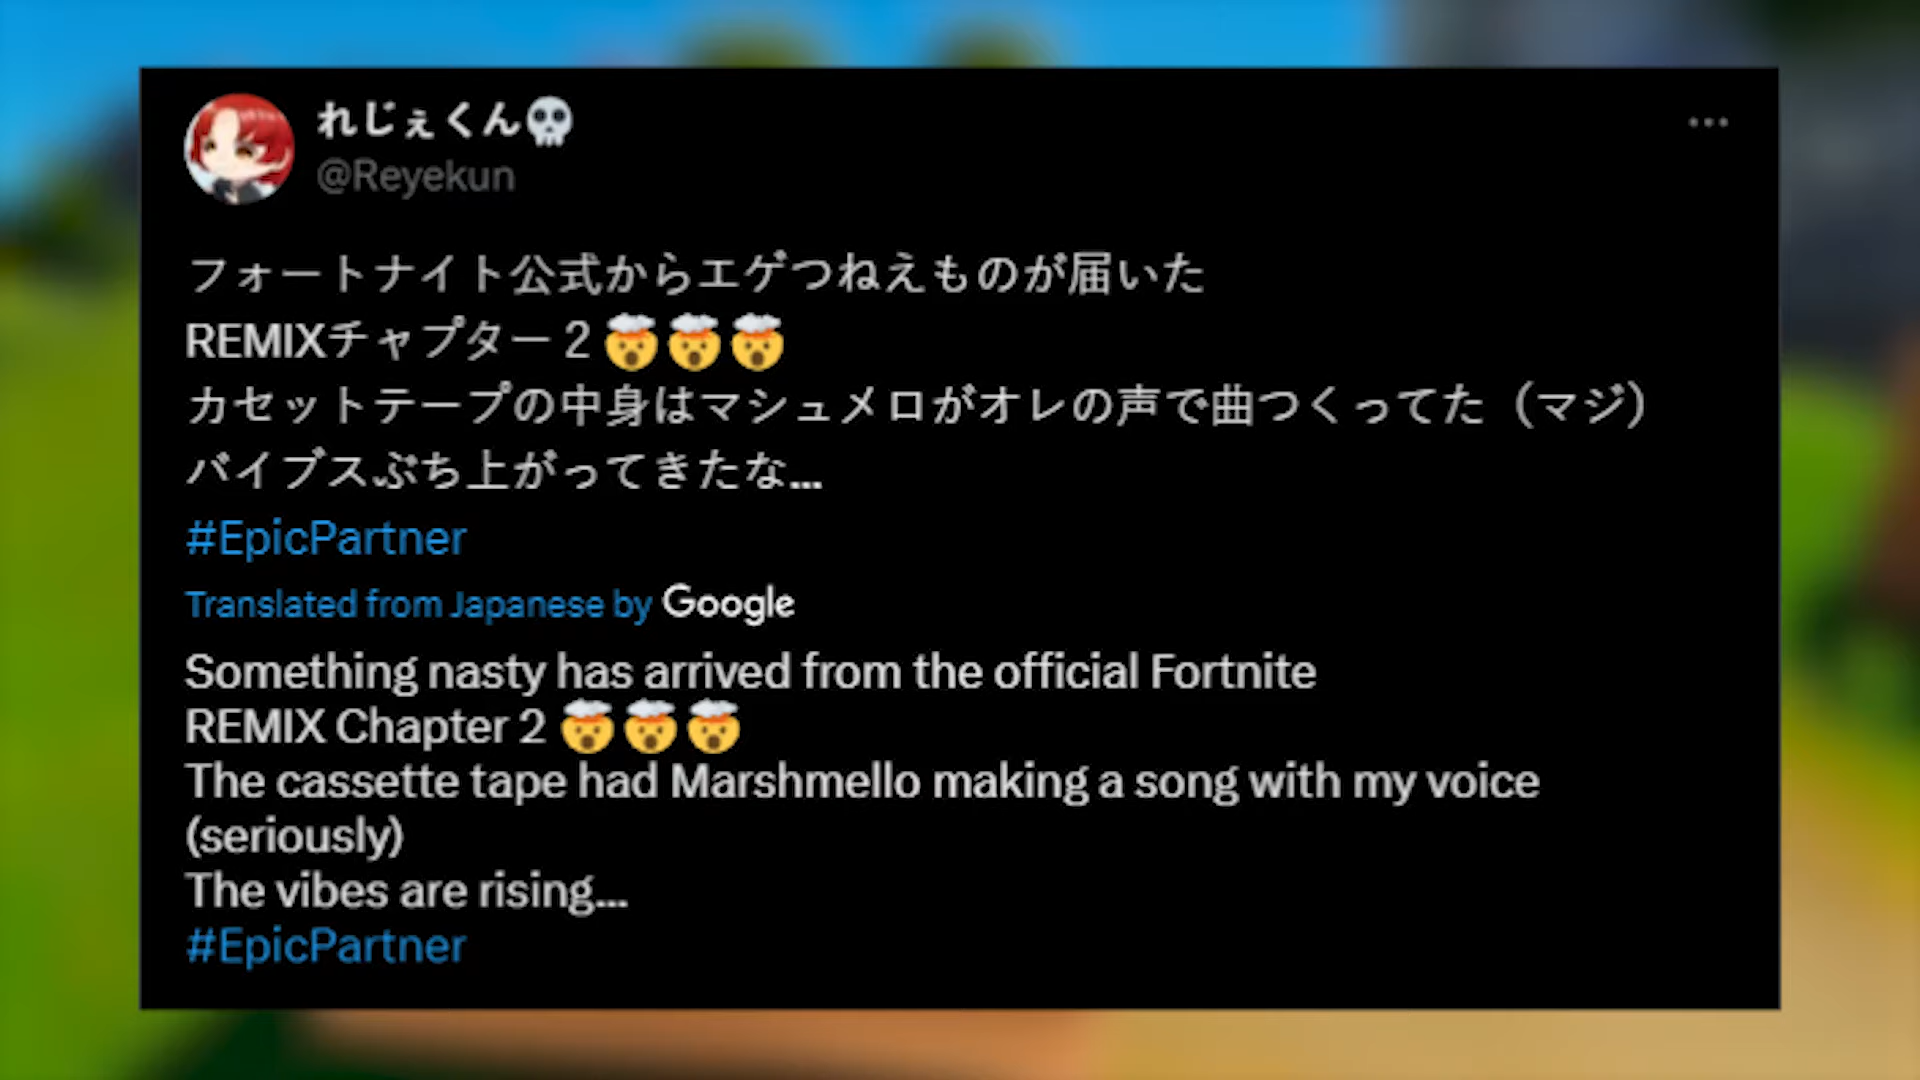 れじぇくん💀
@Reyekun
フォートナイト公式からエゲつねえものが届いた
REMIXチャプター２🤯🤯🤯
カセットテープの中身はマシュメロがオレの声で曲つくってた（マジ）
バイブスぶち上がってきたな...
#EpicPartner
Translated from Japanese by Google
Something nasty has arrived from the official Fortnite
REMIX Chapter 2 🤯🤯🤯
The cassette tape had Marshmello making a song with my voice
(seriously)
The vibes are rising...
#EpicPartner